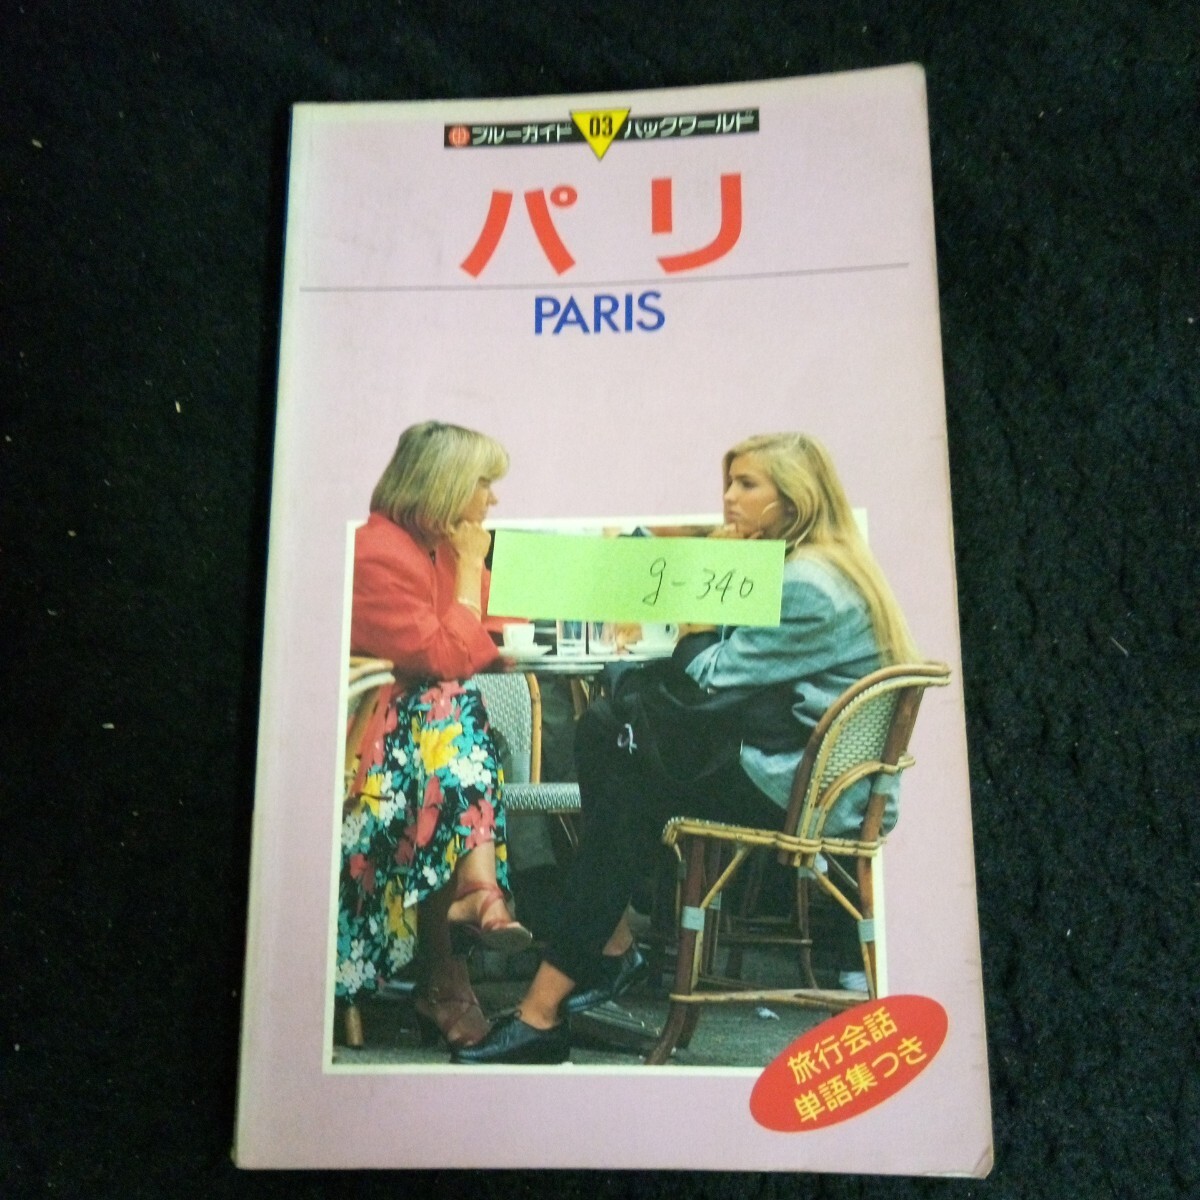 ブルーガイド 03 パックワールド
パリ
PARIS
g-340
旅行会話
単語集つき